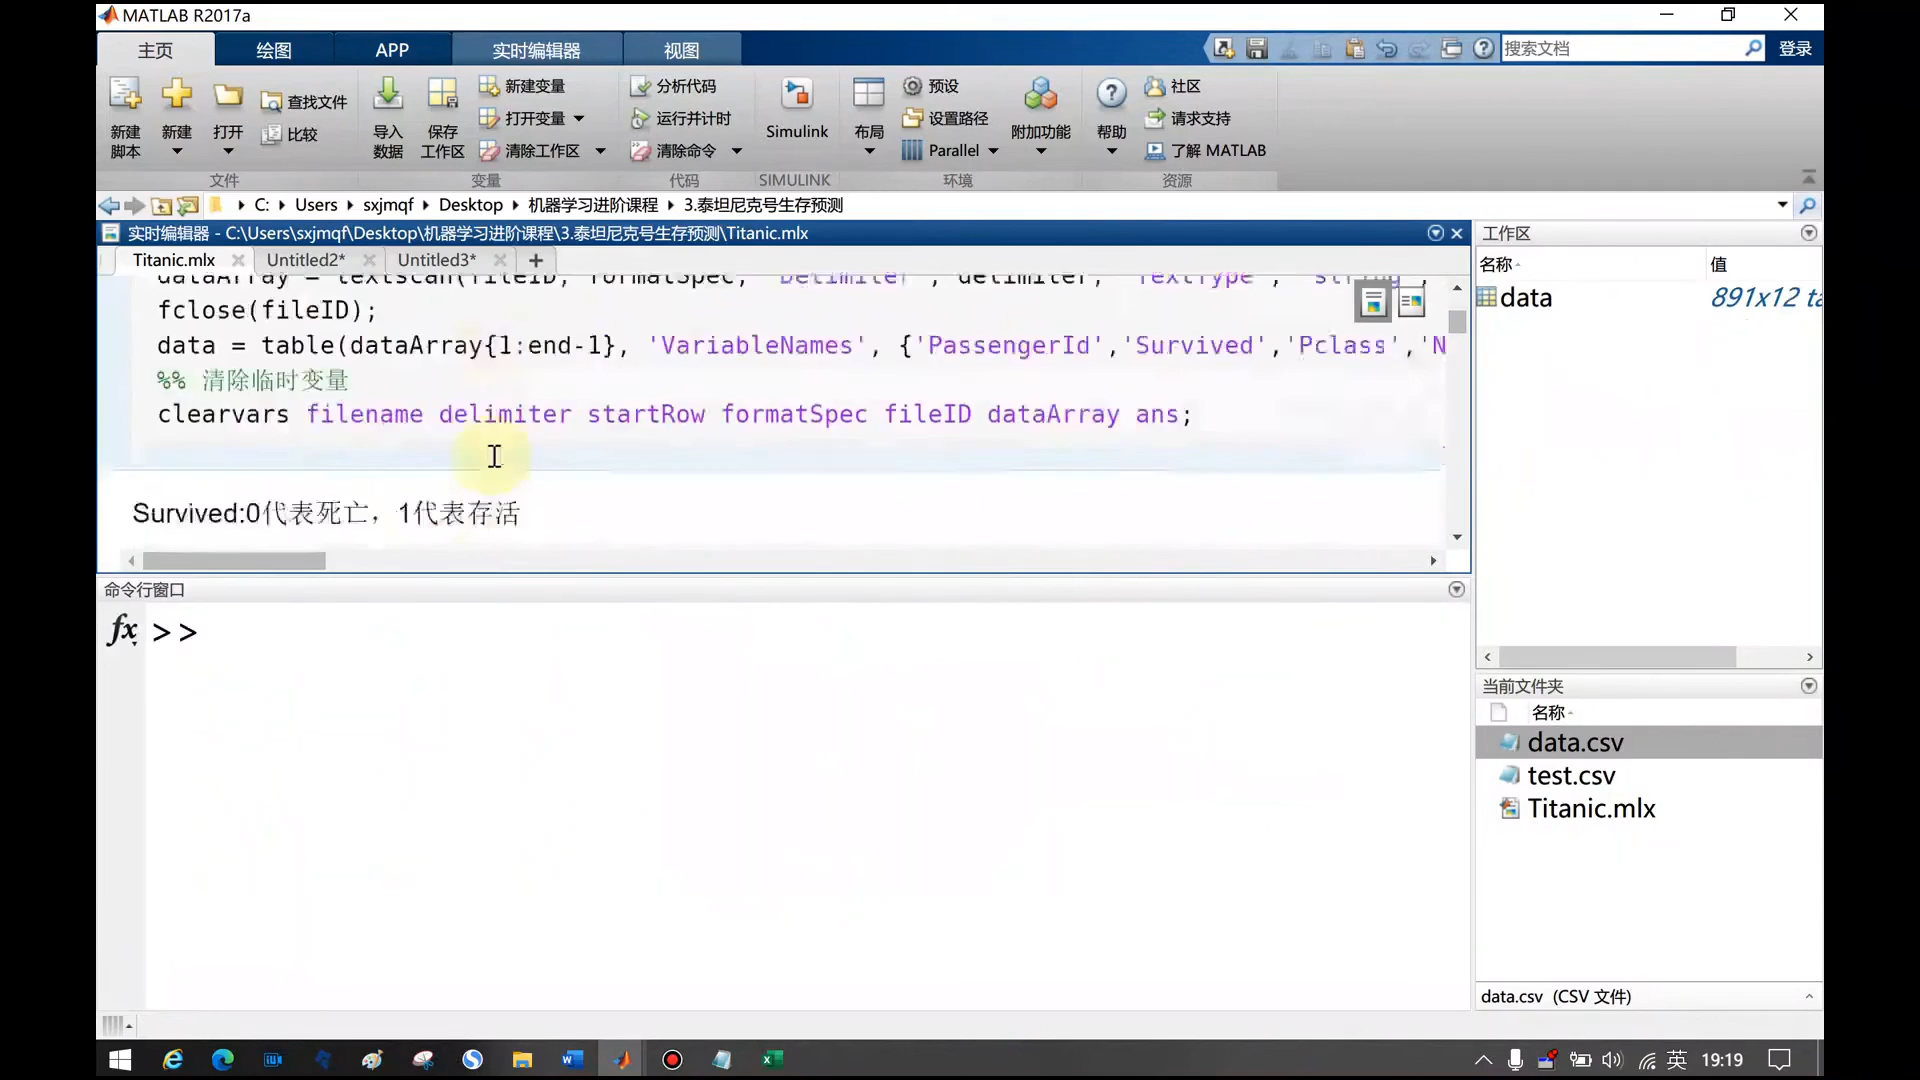 MATLAB R2017a
主页 绘图 APP 实时编辑器 视图 搜索文档 登录
新建脚本 新建 打开 查找文件 比较 导入数据 保存工作区 新建变量 打开变量 清除工作区 分析代码 运行并计时 清除命令 Simulink 布局 预设 设置路径 Parallel 附加功能 帮助 社区 请求支持 了解 MATLAB
文件 变量 代码 SIMULINK 环境 资源
C: Users sxjmqf Desktop 机器学习进阶课程 3.泰坦尼克号生存预测
实时编辑器 - C:\Users\sxjmqf\Desktop\机器学习进阶课程\3.泰坦尼克号生存预测\Titanic.mlx
Titanic.mlx Untitled2* Untitled3*
dataArray = textscan(fileID, formatSpec, 'Delimiter', delimiter, 'TextType', 'string',
fclose(fileID);
data = table(dataArray{1:end-1}, 'VariableNames', {'PassengerId','Survived','Pclass','N
%% 清除临时变量
clearvars filename delimiter startRow formatSpec fileID dataArray ans;
Survived:0代表死亡，1代表存活
命令行窗口
fx >>
工作区
名称 值
data 891x12 ta
当前文件夹
名称
data.csv
test.csv
Titanic.mlx
data.csv (CSV 文件)
英 19:19